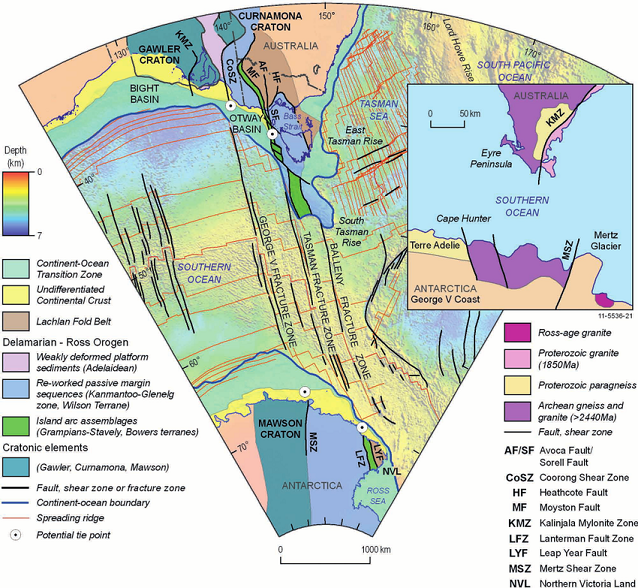 CURNAMONA
CRATON
GAWLER
CRATON
KMZ
AUSTRALIA
130°
140°
150°
160°
170°
CoSZ
AF
MF
HF
SF
BIGHT
BASIN
OTWAY
BASIN
Bass
Strait
TASMAN
SEA
East
Tasman Rise
South
Tasman
Rise
Lord Howe Rise
SOUTH PACIFIC
OCEAN
40°
50°
60°
70°
SOUTHERN
OCEAN
GEORGE V FRACTURE ZONE
TASMAN FRACTURE ZONE
BALLENY FRACTURE ZONE
MAWSON
CRATON
MSZ
ANTARCTICA
LFZ
LYF
NVL
ROSS
SEA
0 1000 km
AUSTRALIA
0 50 km
KMZ
Eyre
Peninsula
SOUTHERN
OCEAN
Cape Hunter
Mertz
Glacier
MSZ
Terre Adelie
ANTARCTICA
George V Coast
11-5536-21
Depth
(km)
0
7
Continent-Ocean
Transition Zone
Undifferentiated
Continental Crust
Lachlan Fold Belt
Delamarian - Ross Orogen
Weakly deformed platform
sediments (Adelaidean)
Re-worked passive margin
sequences (Kanmantoo-Glenelg
zone, Wilson Terrane)
Island arc assemblages
(Grampians-Stavely, Bowers terranes)
Cratonic elements
(Gawler, Curnamona, Mawson)
Fault, shear zone or fracture zone
Continent-ocean boundary
Spreading ridge
Potential tie point
Ross-age granite
Proterozoic granite
(1850Ma)
Proterozoic paragneiss
Archean gneiss and
granite (>2440Ma)
Fault, shear zone
AF/SF Avoca Fault/
Sorell Fault
CoSZ Coorong Shear Zone
HF Heathcote Fault
MF Moyston Fault
KMZ Kalinjala Mylonite Zone
LFZ Lanterman Fault Zone
LYF Leap Year Fault
MSZ Mertz Shear Zone
NVL Northern Victoria Land